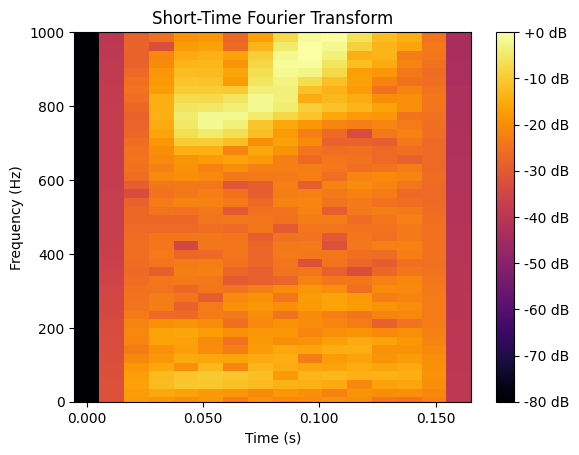 Short-Time Fourier Transform
Frequency (Hz)
1000
800
600
400
200
0
0.000
0.050
0.100
0.150
Time (s)
+0 dB
-10 dB
-20 dB
-30 dB
-40 dB
-50 dB
-60 dB
-70 dB
-80 dB